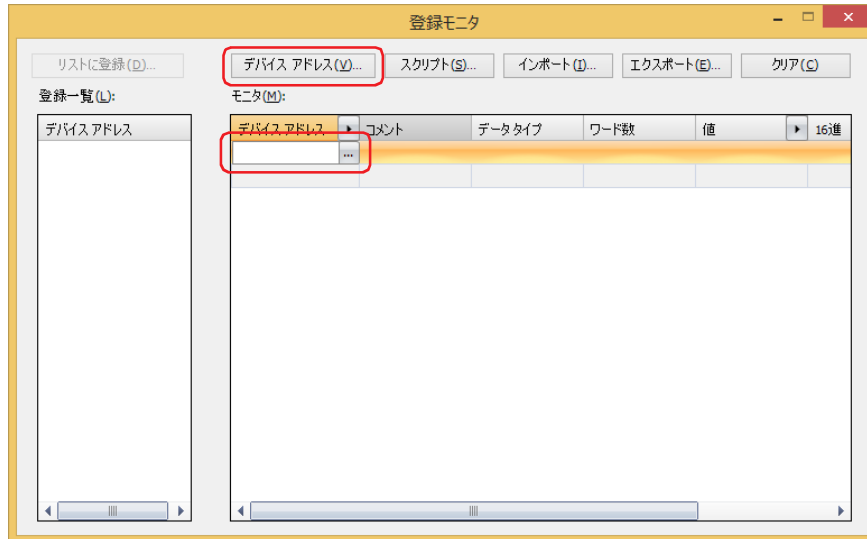 登録モニタ
リストに登録(D)... デバイス アドレス(V)... スクリプト(S)... インポート(I)... エクスポート(E)... クリア(C)
登録一覧(L): モニタ(M):
デバイス アドレス デバイス アドレス コメント データ タイプ ワード数 値 16進
...